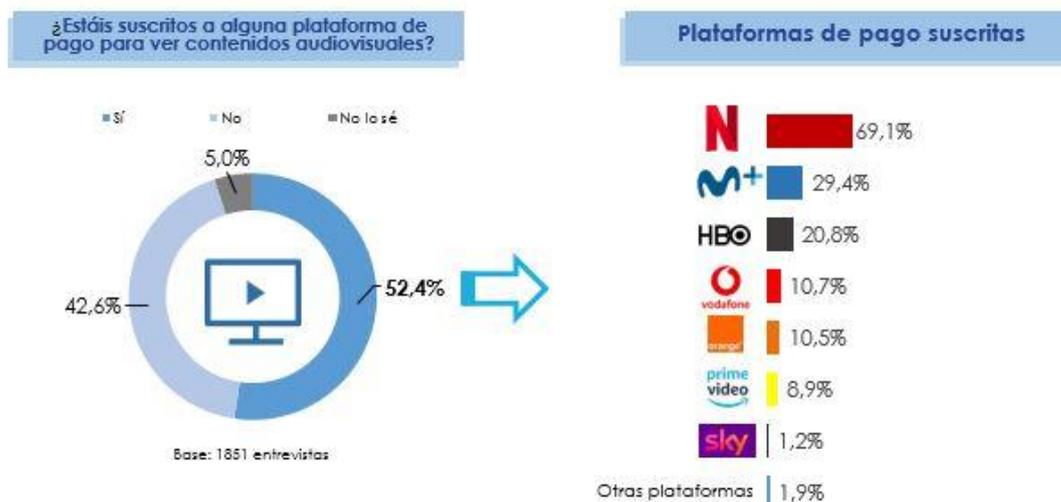 ¿Estáis suscritos a alguna plataforma de
pago para ver contenidos audiovisuales?
Sí
No
No lo sé
5,0%
42,6%
52,4%
Base: 1851 entrevistas
Plataformas de pago suscritas
N
69,1%
M+
29,4%
HBO
20,8%
vodafone
10,7%
orange
10,5%
prime
video
8,9%
sky
1,2%
Otras plataformas
1,9%